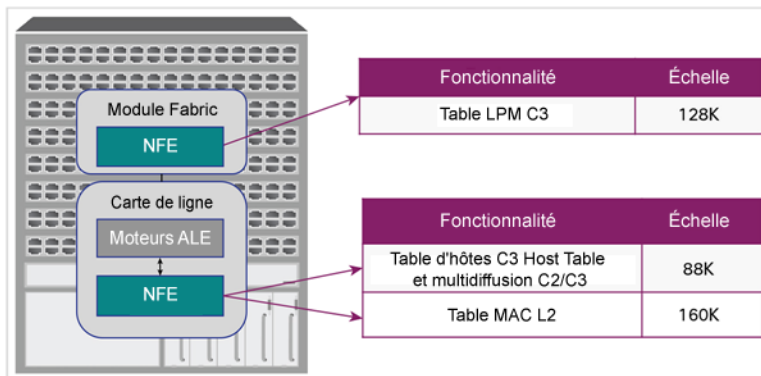 Module Fabric
NFE
Carte de ligne
Moteurs ALE
NFE
Fonctionnalité Échelle
Table LPM C3 128K
Fonctionnalité Échelle
Table d'hôtes C3 Host Table
et multidiffusion C2/C3 88K
Table MAC L2 160K